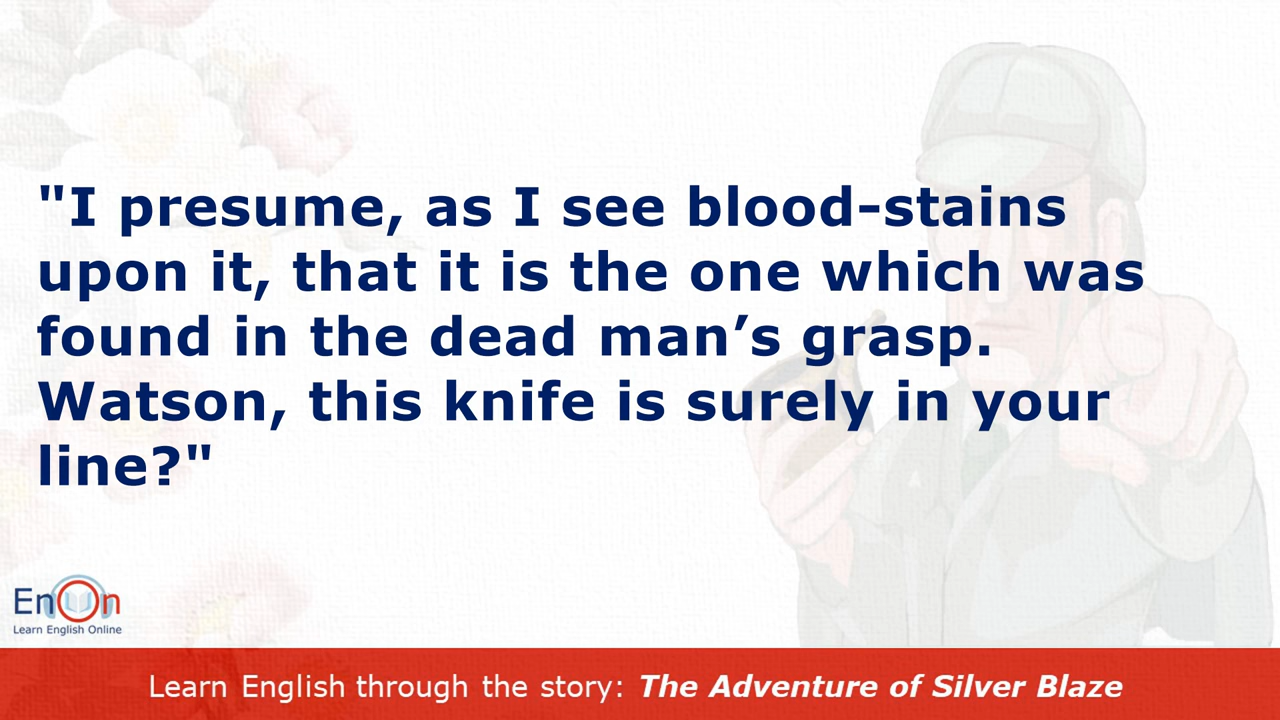 "I presume, as I see blood-stains
upon it, that it is the one which was
found in the dead man’s grasp.
Watson, this knife is surely in your
line?"
EnOn
Learn English Online
Learn English through the story: The Adventure of Silver Blaze